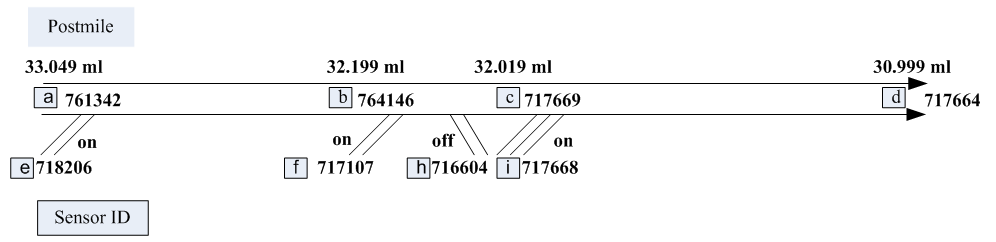 Postmile
33.049 ml 32.199 ml 32.019 ml 30.999 ml
a 761342 b 764146 c 717669 d 717664
on on off on
e 718206 f 717107 h 716604 i 717668
Sensor ID